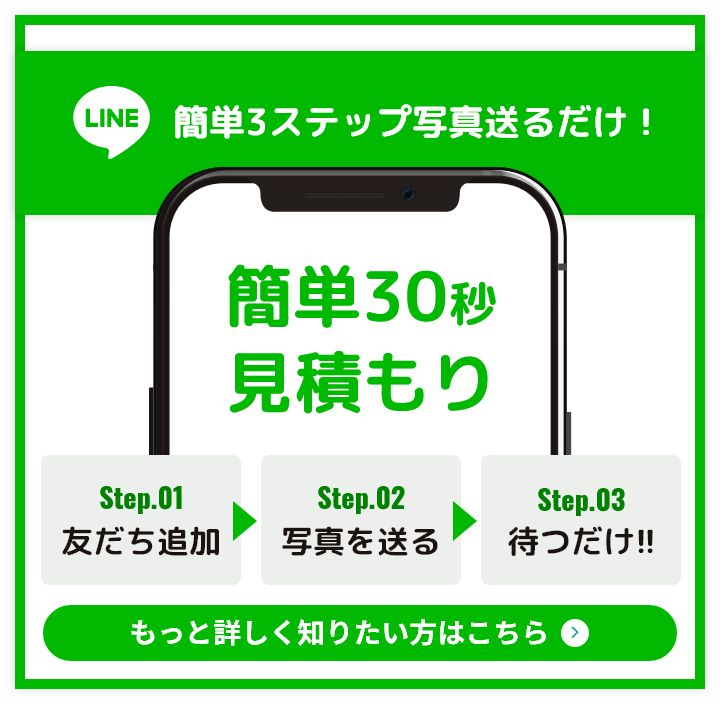 LINE
簡単3ステップ写真送るだけ！
簡単30秒
見積もり
Step.01
友だち追加
Step.02
写真を送る
Step.03
待つだけ!!
もっと詳しく知りたい方はこちら